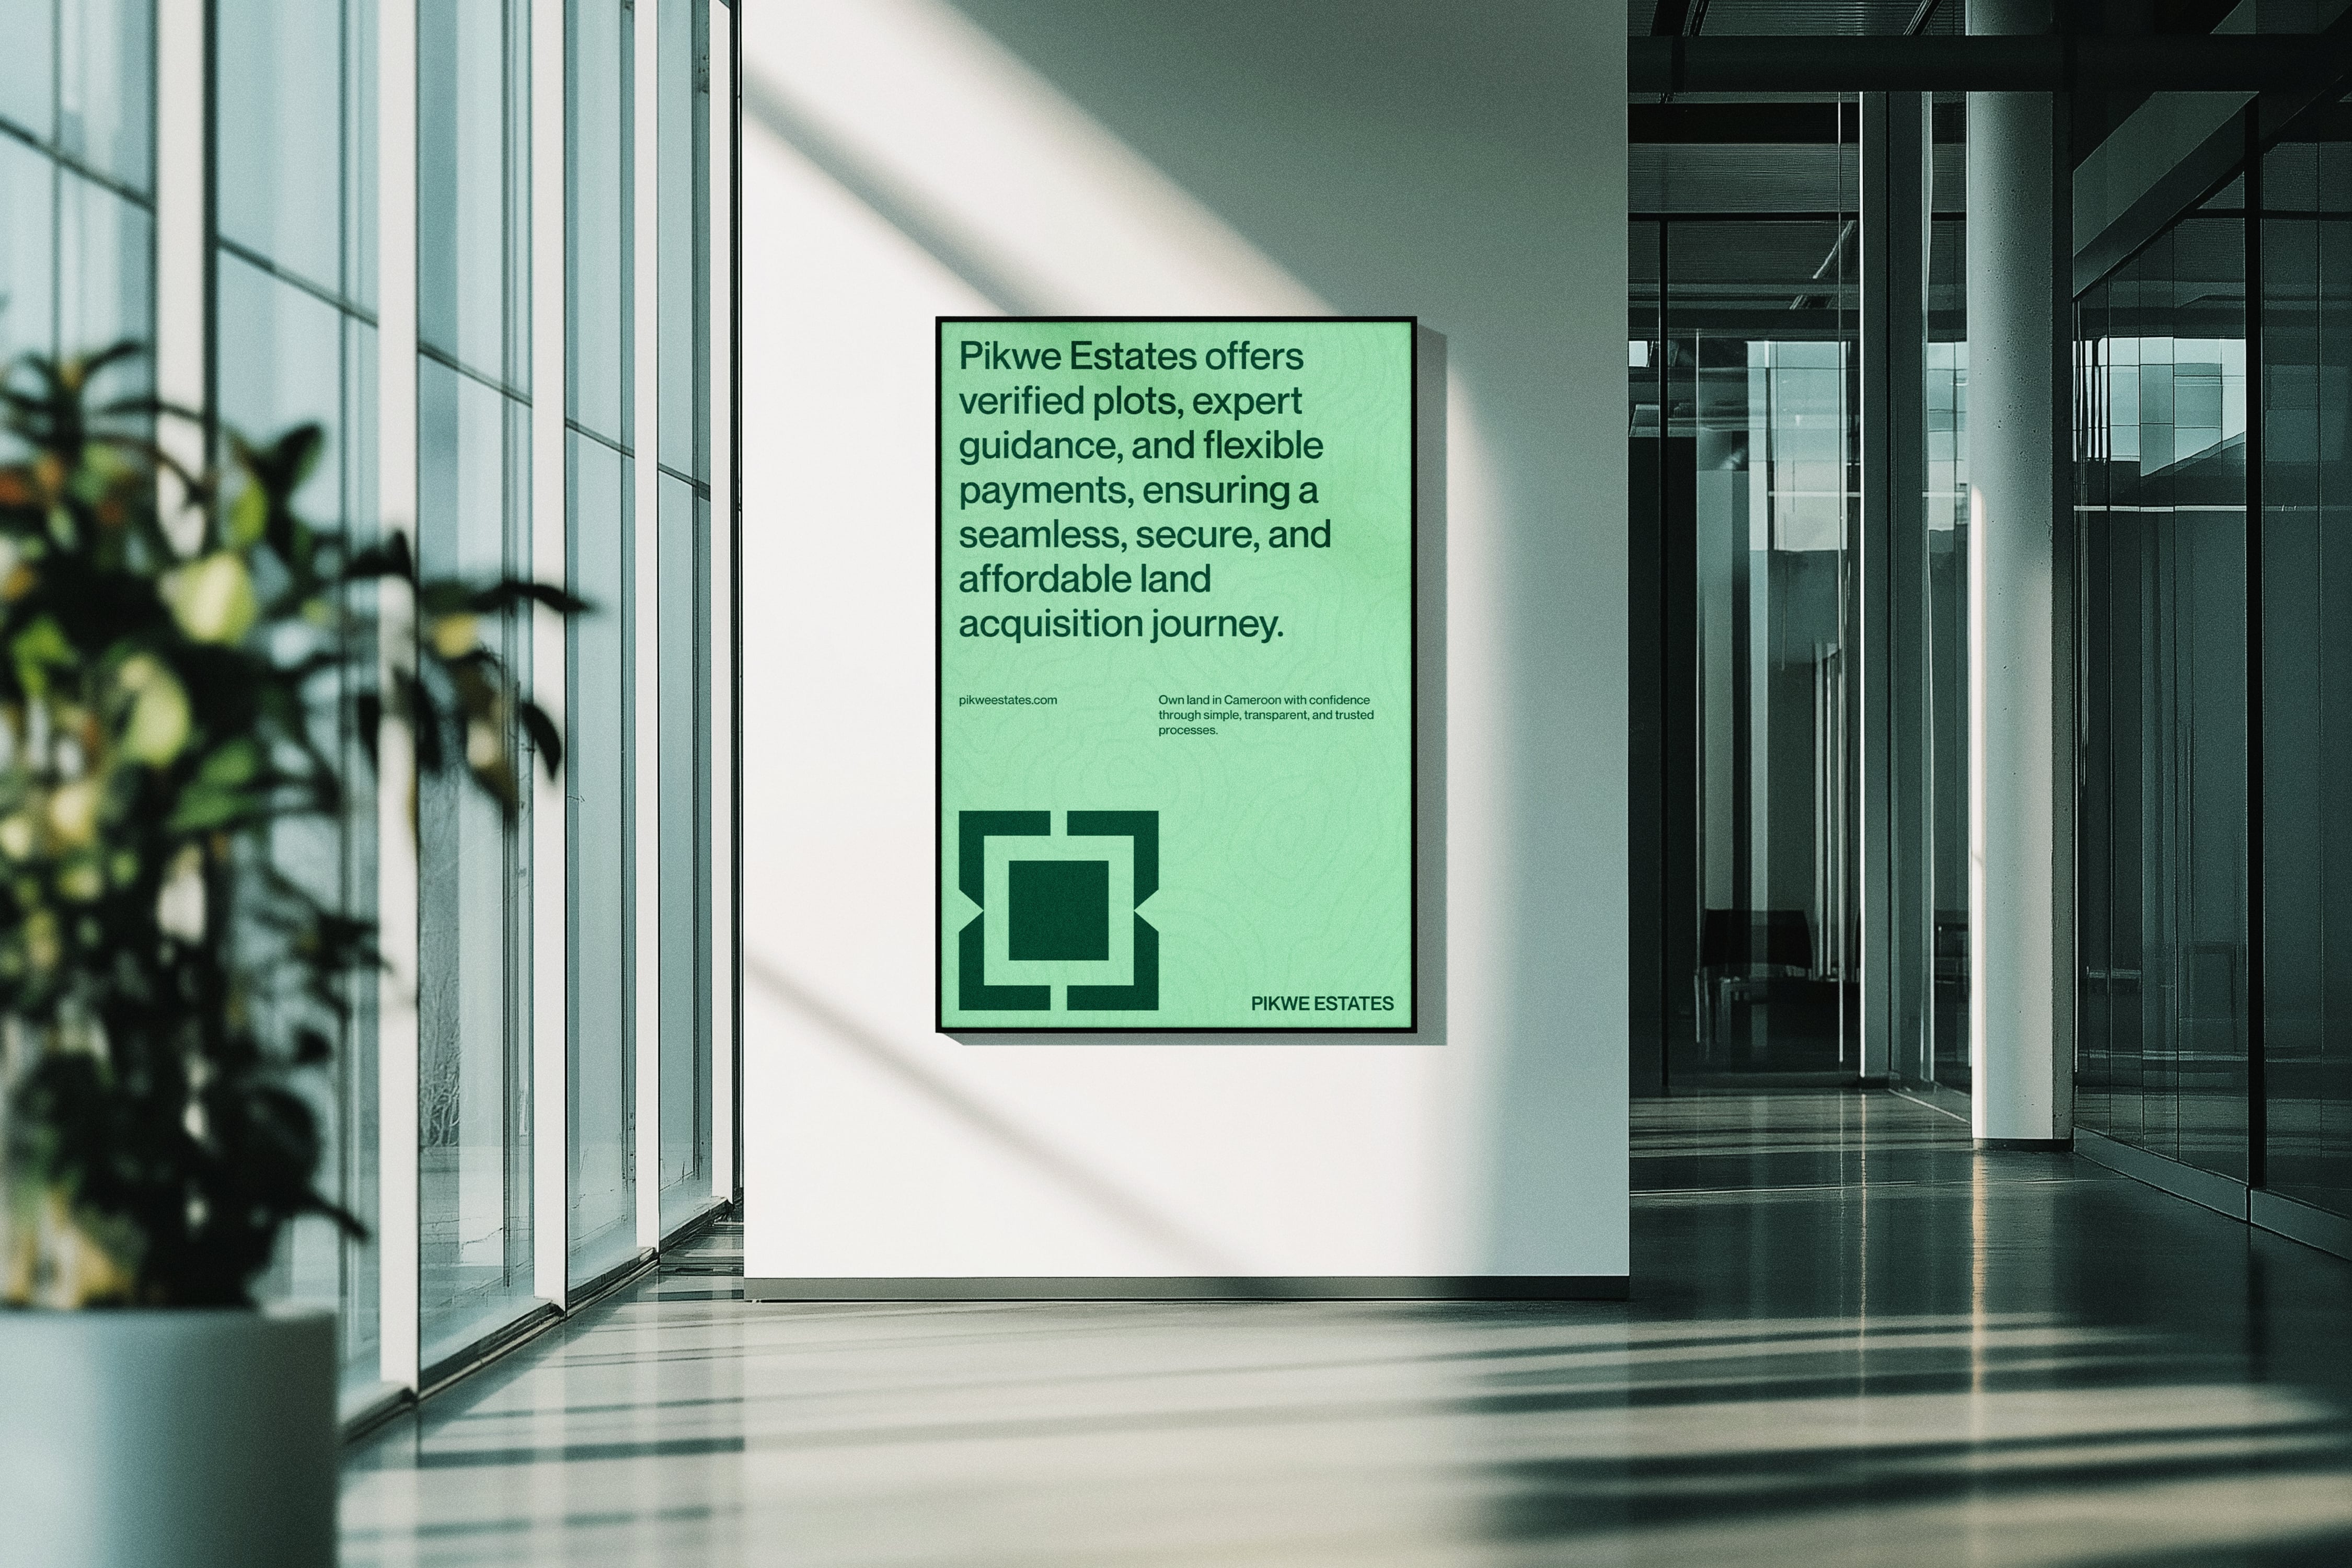 Pikwe Estates offers
verified plots, expert
guidance, and flexible
payments, ensuring a
seamless, secure, and
affordable land
acquisition journey.
pikweestates.com
Own land in Cameroon with confidence
through simple, transparent, and trusted
processes.
PIKWE ESTATES